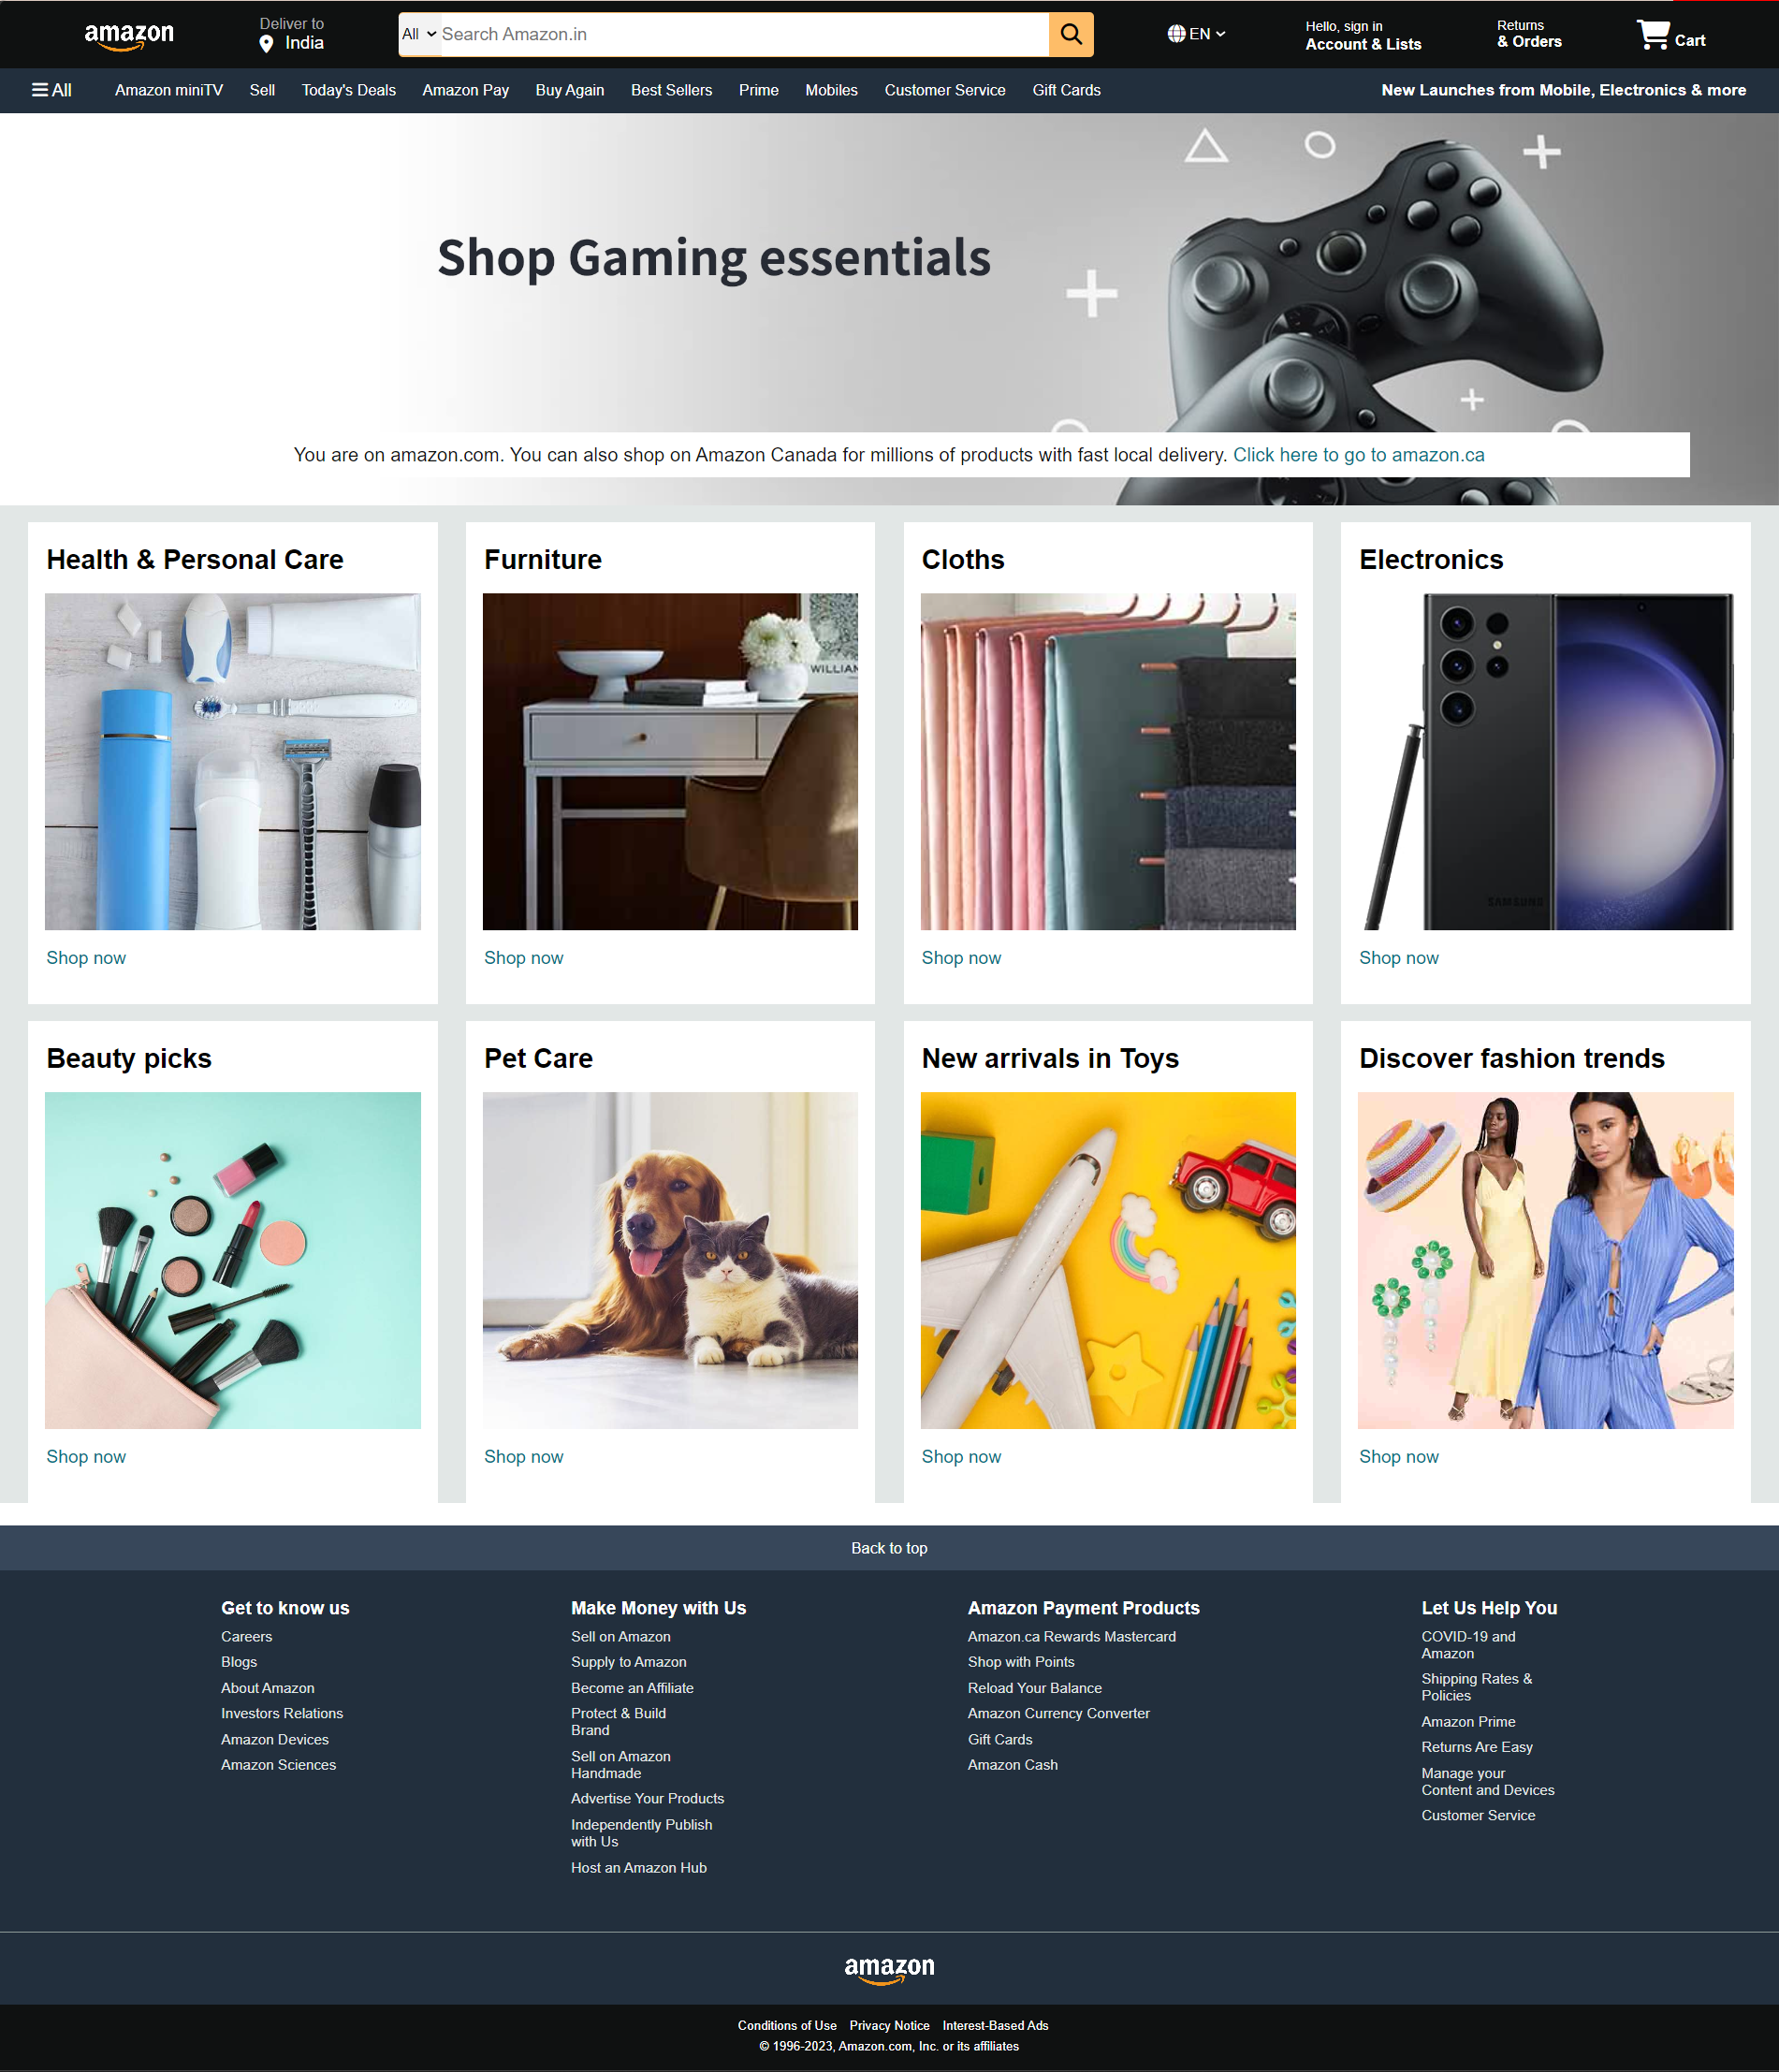 amazon
Deliver to
India
All
Search Amazon.in
EN
Hello, sign in
Account & Lists
Returns
& Orders
Cart
All
Amazon miniTV
Sell
Today's Deals
Amazon Pay
Buy Again
Best Sellers
Prime
Mobiles
Customer Service
Gift Cards
New Launches from Mobile, Electronics & more
Shop Gaming essentials
You are on amazon.com. You can also shop on Amazon Canada for millions of products with fast local delivery. Click here to go to amazon.ca
Health & Personal Care
Furniture
Cloths
Electronics
WILLIAM
SAMSUNG
Shop now
Shop now
Shop now
Shop now
Beauty picks
Pet Care
New arrivals in Toys
Discover fashion trends
Shop now
Shop now
Shop now
Shop now
Back to top
Get to know us
Careers
Blogs
About Amazon
Investors Relations
Amazon Devices
Amazon Sciences
Make Money with Us
Sell on Amazon
Supply to Amazon
Become an Affiliate
Protect & Build
Brand
Sell on Amazon
Handmade
Advertise Your Products
Independently Publish
with Us
Host an Amazon Hub
Amazon Payment Products
Amazon.ca Rewards Mastercard
Shop with Points
Reload Your Balance
Amazon Currency Converter
Gift Cards
Amazon Cash
Let Us Help You
COVID-19 and
Amazon
Shipping Rates &
Policies
Amazon Prime
Returns Are Easy
Manage your
Content and Devices
Customer Service
amazon
Conditions of Use Privacy Notice Interest-Based Ads
© 1996-2023, Amazon.com, Inc. or its affiliates